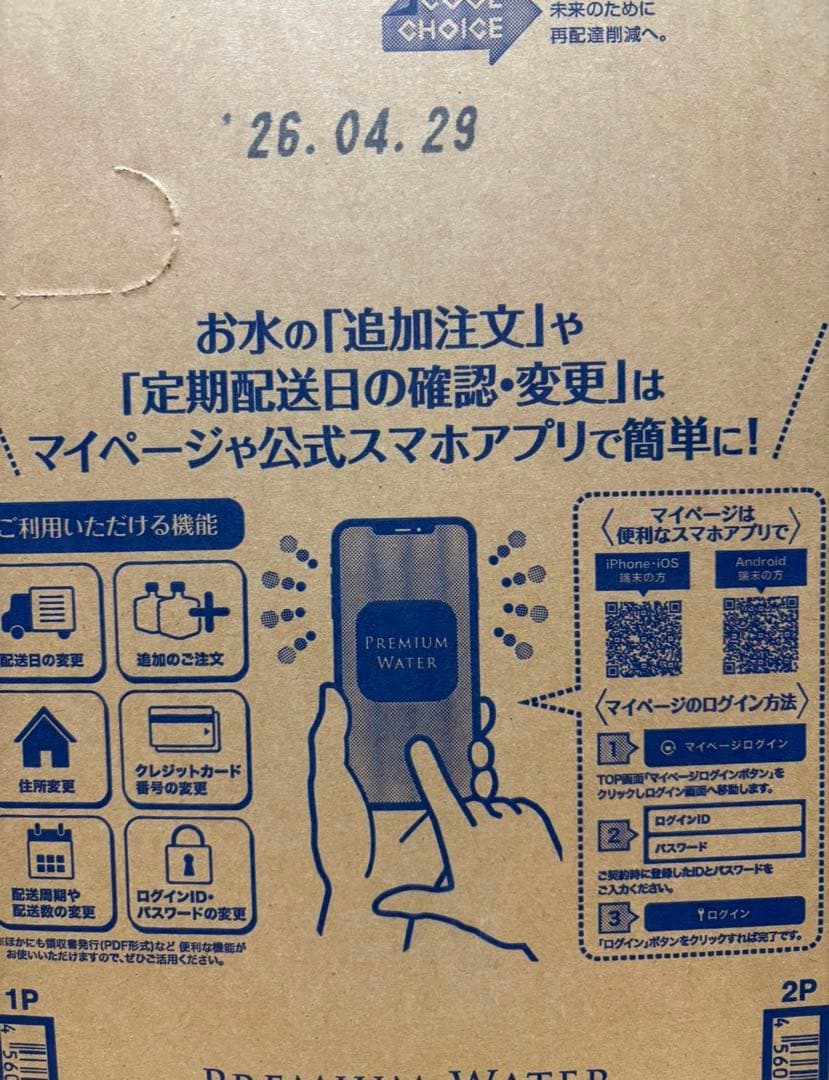 COOL
CHOICE
未来のために
再配達削減へ。
'26.04.29
お水の「追加注文」や
「定期配送日の確認・変更」は
マイページや公式スマホアプリで簡単に!
ご利用いただける機能
配送日の変更
追加のご注文
住所変更
クレジットカード
番号の変更
配送周期や
配送数の変更
ログインID・
パスワードの変更
※ほかにも領収書発行(PDF形式)など 便利な機能が
お使いいただけますので、ぜひご活用ください。
PREMIUM
WATER
マイページは
便利なスマホアプリで
iPhone・iOS
端末の方
Android
端末の方
マイページのログイン方法
1
マイページログイン
TOP画面「マイページログインボタン」を
クリックしログイン画面へ移動します。
2
ログインID
パスワード
ご契約時に登録したIDとパスワードを
ご入力ください。
3
ログイン
「ログイン」ボタンをクリックすれば完了です。
1P
2P
4 560
4 560
PREMIUM WATER